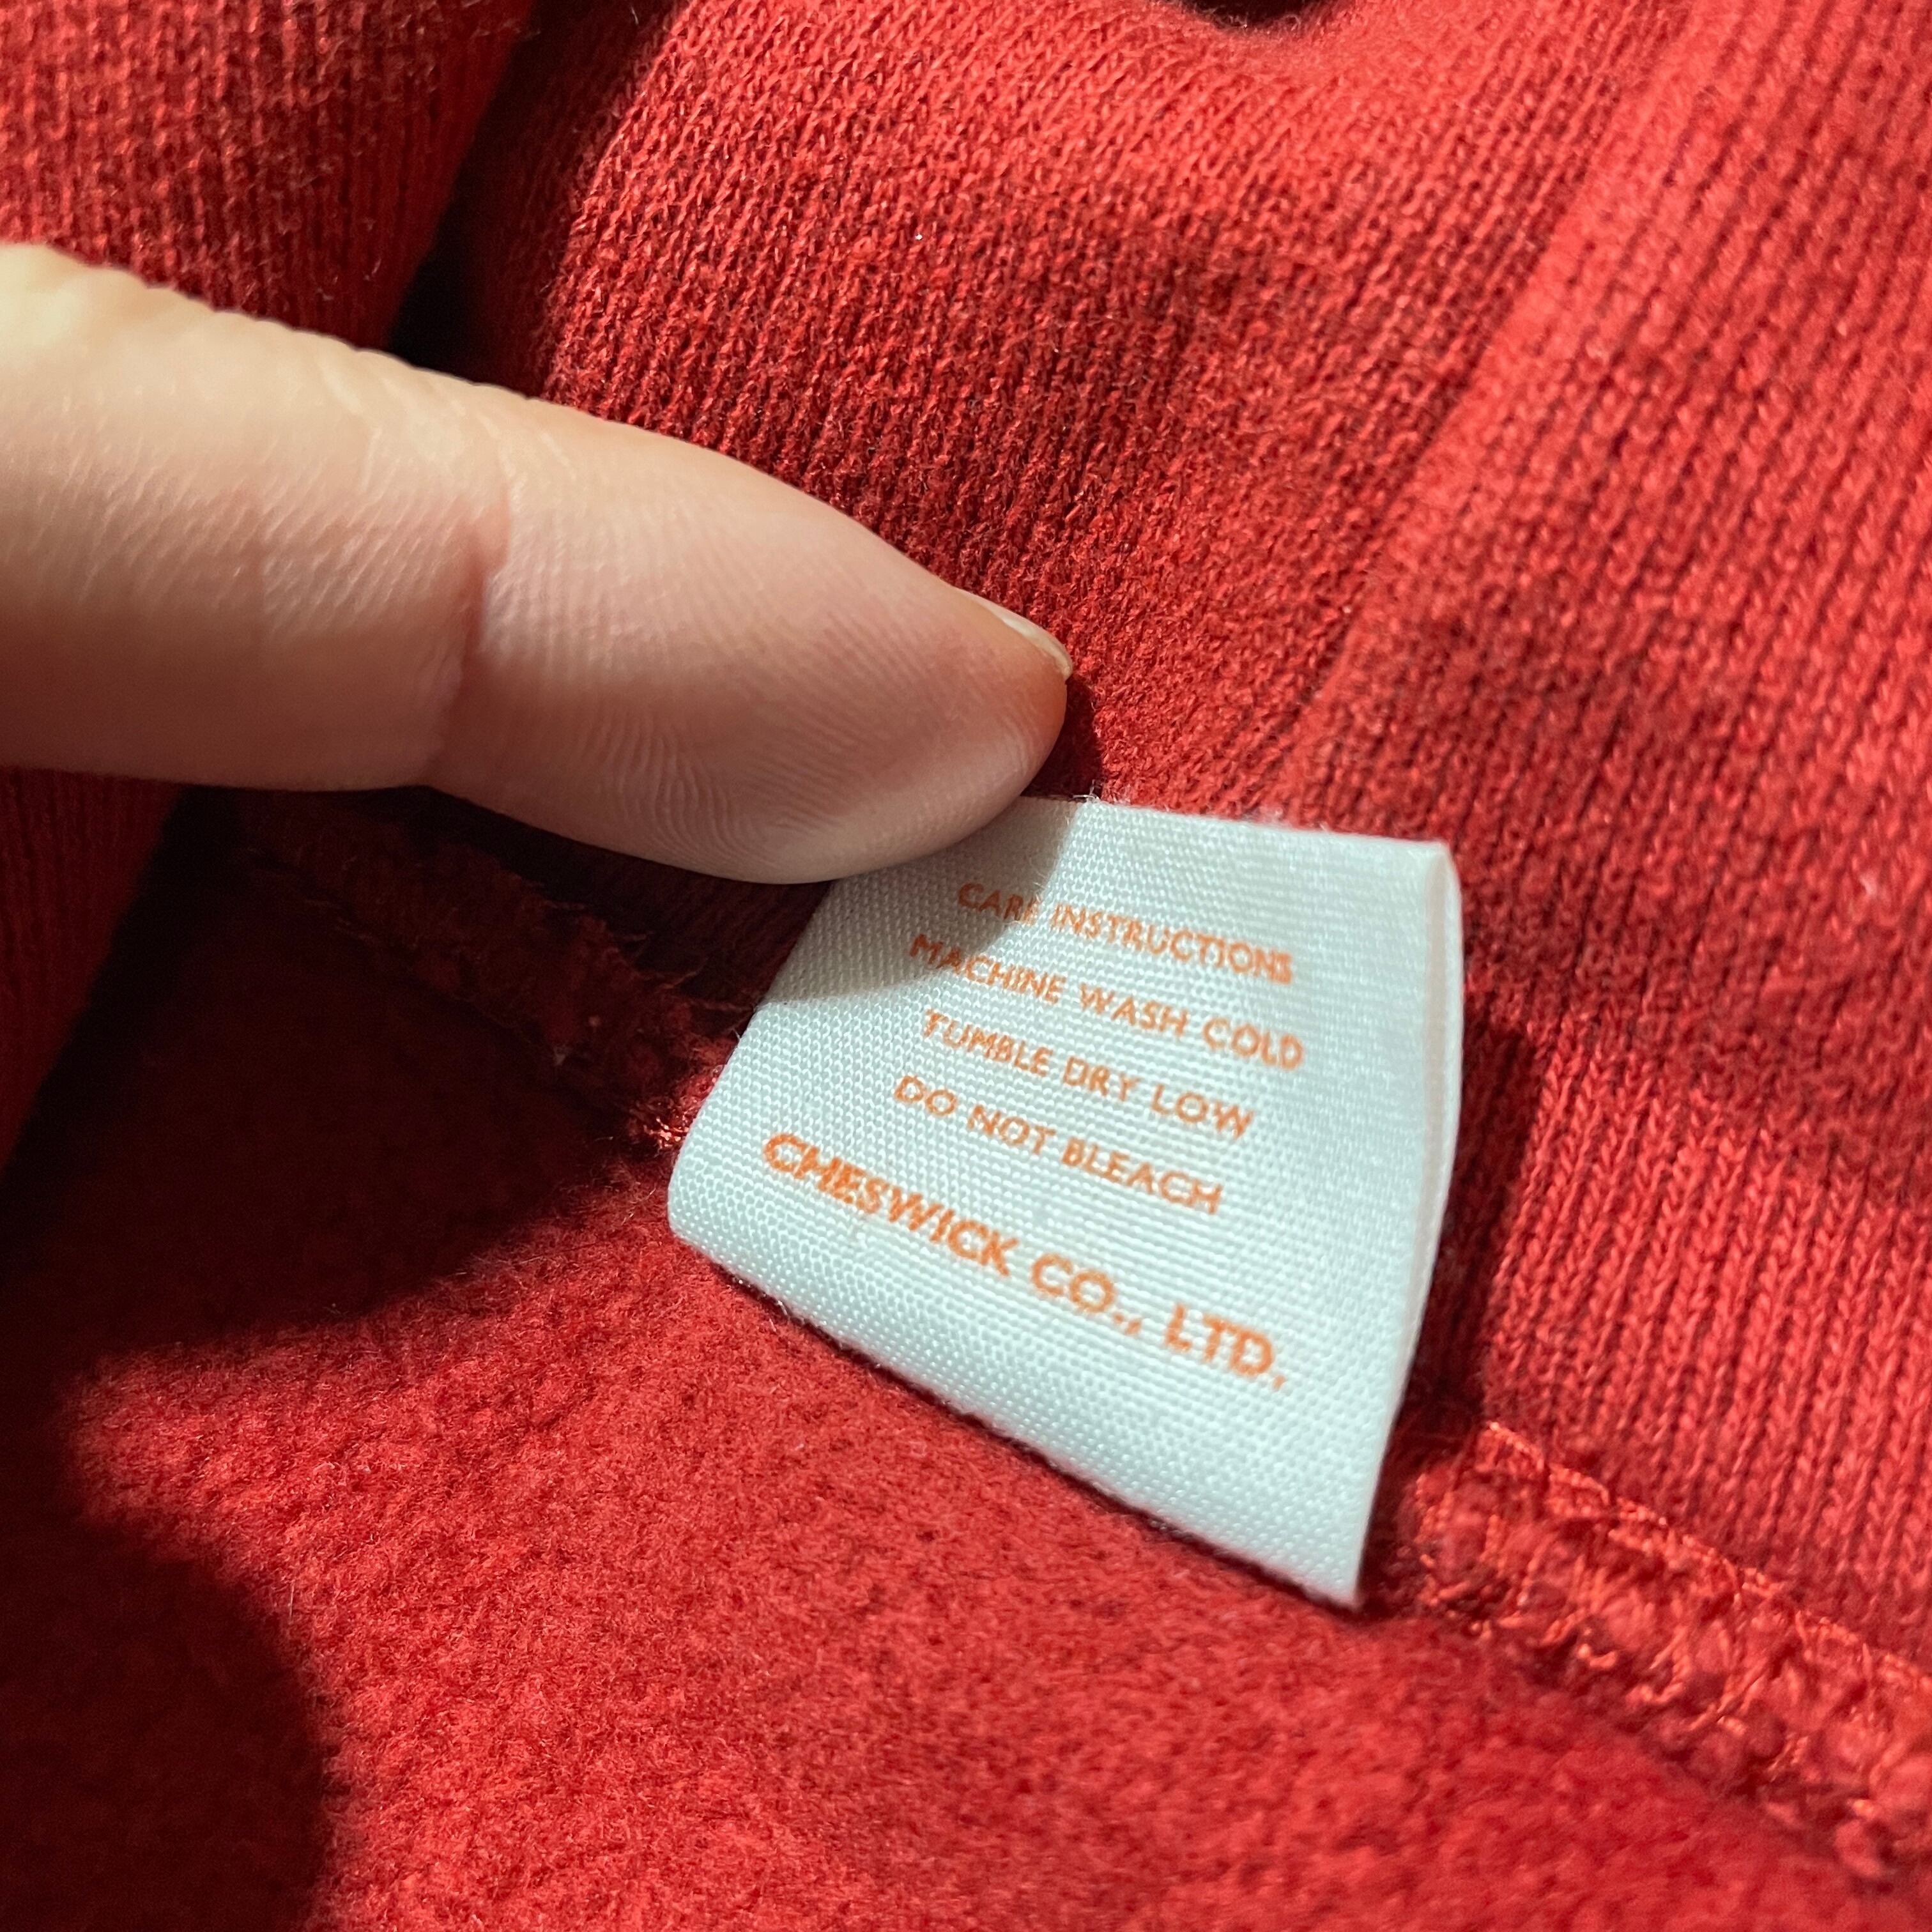 CARE INSTRUCTIONS
MACHINE WASH COLD
TUMBLE DRY LOW
DO NOT BLEACH
CHESWICK CO., LTD.